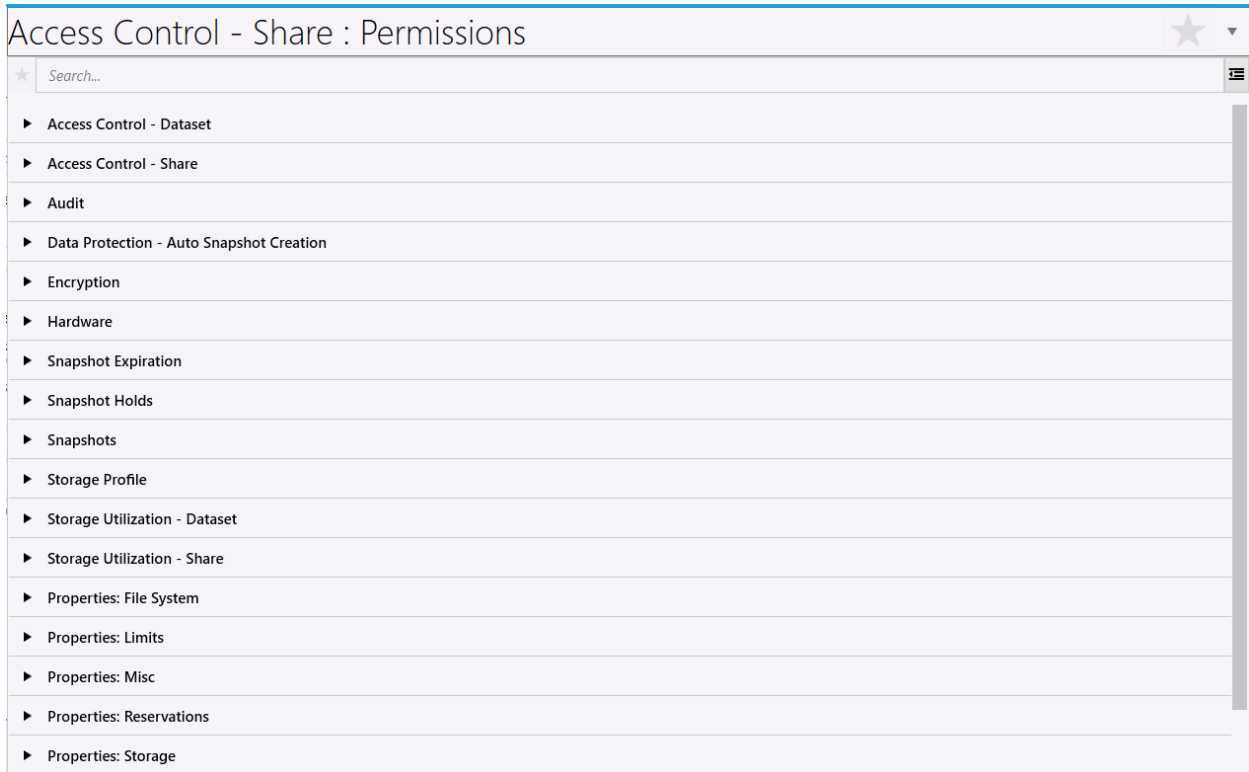 Access Control - Share : Permissions
Search...
Access Control - Dataset
Access Control - Share
Audit
Data Protection - Auto Snapshot Creation
Encryption
Hardware
Snapshot Expiration
Snapshot Holds
Snapshots
Storage Profile
Storage Utilization - Dataset
Storage Utilization - Share
Properties: File System
Properties: Limits
Properties: Misc
Properties: Reservations
Properties: Storage